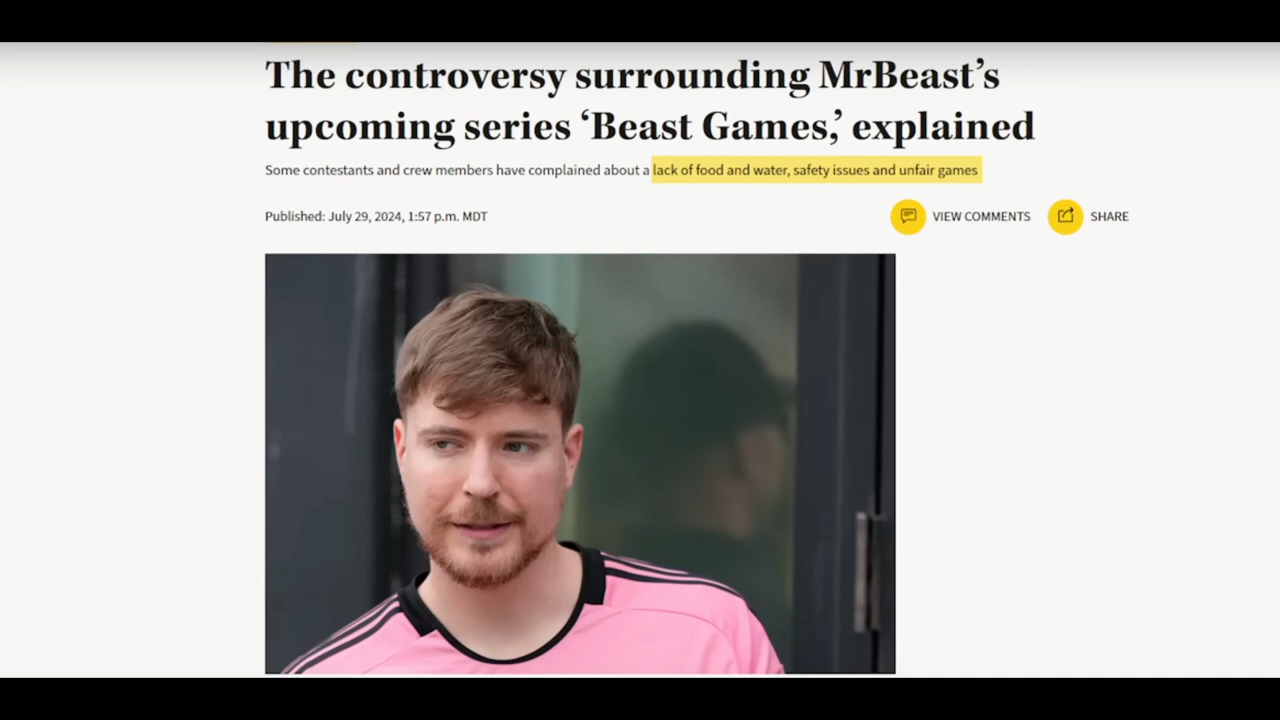 The controversy surrounding MrBeast’s
upcoming series ‘Beast Games,’ explained
Some contestants and crew members have complained about a lack of food and water, safety issues and unfair games
Published: July 29, 2024, 1:57 p.m. MDT
VIEW COMMENTS
SHARE